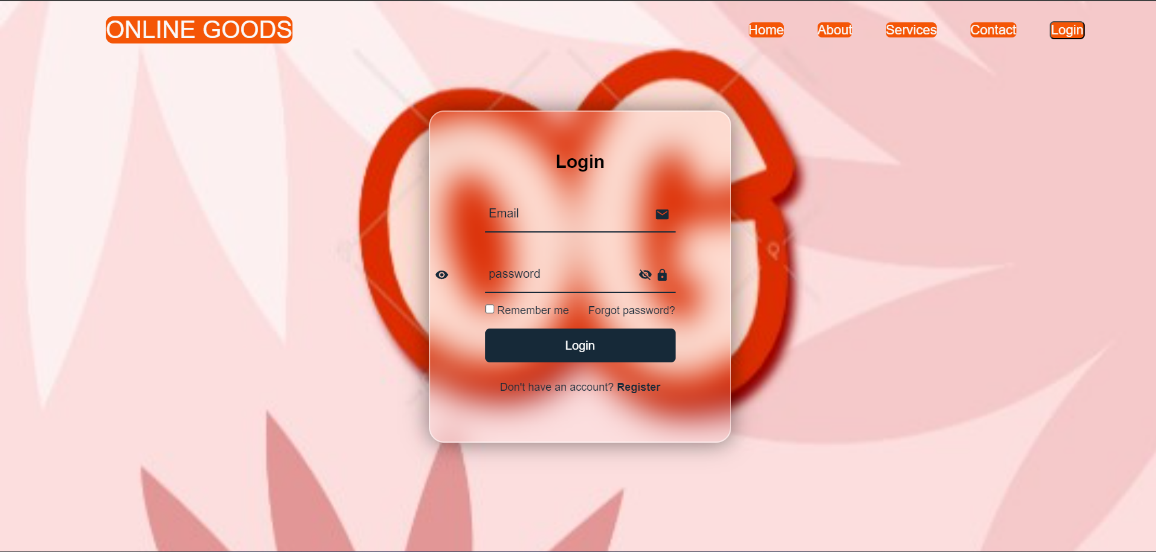 ONLINE GOODS
Home About Services Contact Login
Login
Email
password
Remember me Forgot password?
Login
Don't have an account? Register